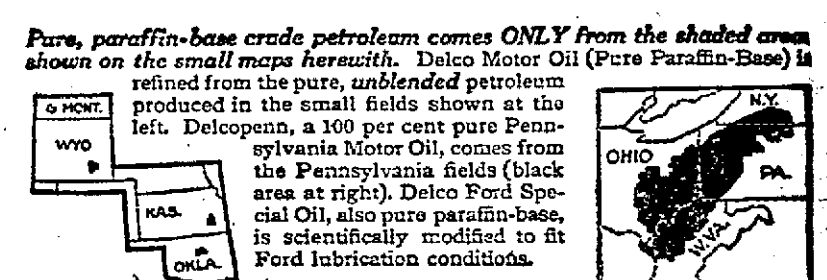 Pure, paraffin-base crude petroleum comes ONLY from the shaded areas
shown on the small maps herewith. Delco Motor Oil (Pure Paraffin-Base) is
refined from the pure, unblended petroleum
produced in the small fields shown at the
left. Delcopenn, a 100 per cent pure Penn-
sylvania Motor Oil, comes from
the Pennsylvania fields (black
area at right). Delco Ford Spe-
cial Oil, also pure paraffin-base,
is scientifically modified to fit
Ford lubrication conditions.
MONT.
WYO
KAS.
OKLA.
N.Y.
OHIO
PA.
W.VA.